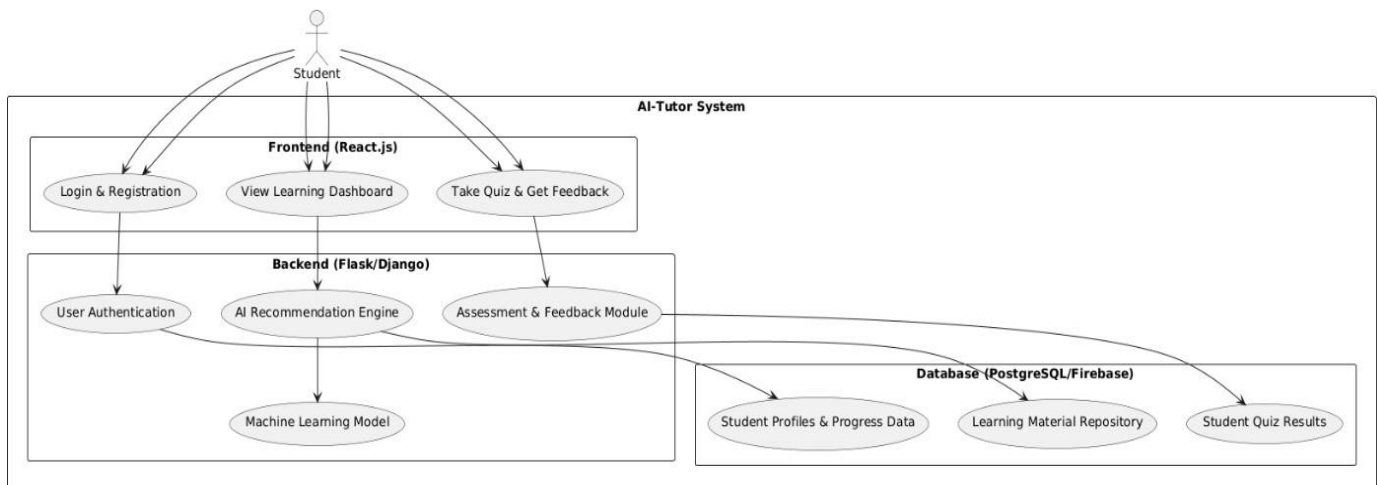 Student
AI-Tutor System
Frontend (React.js)
Login & Registration
View Learning Dashboard
Take Quiz & Get Feedback
Backend (Flask/Django)
User Authentication
AI Recommendation Engine
Assessment & Feedback Module
Machine Learning Model
Database (PostgreSQL/Firebase)
Student Profiles & Progress Data
Learning Material Repository
Student Quiz Results